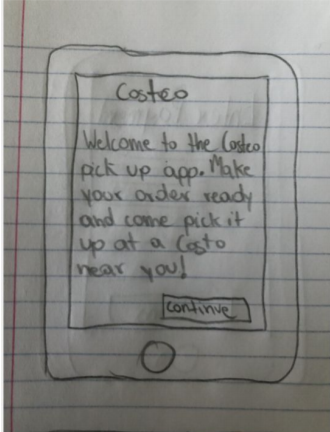 Costco
Welcome to the Costco
pick up app. Make
your order ready
and come pick it
up at a Costo
near you!
continue